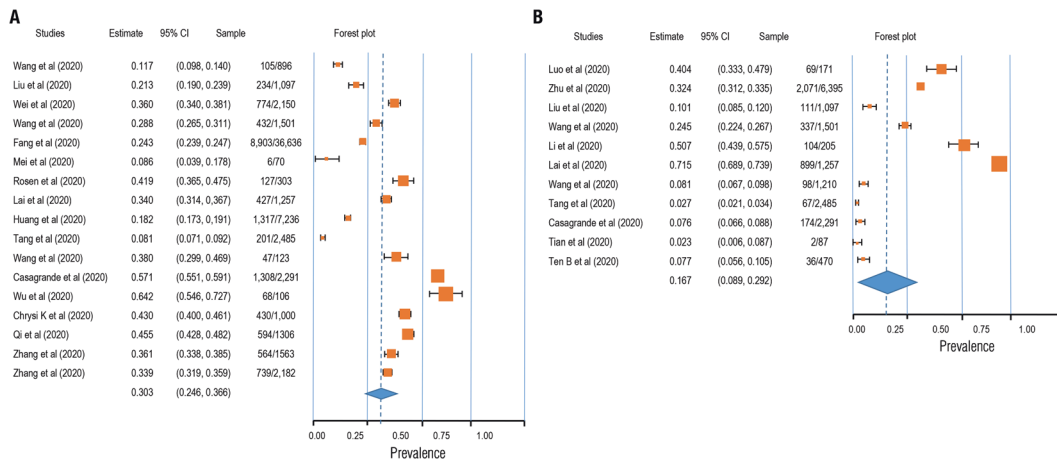 A
Studies Estimate 95% CI Sample Forest plot
Wang et al (2020) 0.117 (0.098, 0.140) 105/896
Liu et al (2020) 0.213 (0.190, 0.239) 234/1,097
Wei et al (2020) 0.360 (0.340, 0.381) 774/2,150
Wang et al (2020) 0.288 (0.265, 0.311) 432/1,501
Fang et al (2020) 0.243 (0.239, 0.247) 8,903/36,636
Mei et al (2020) 0.086 (0.039, 0.178) 6/70
Rosen et al (2020) 0.419 (0.365, 0.475) 127/303
Lai et al (2020) 0.340 (0.314, 0.367) 427/1,257
Huang et al (2020) 0.182 (0.173, 0.191) 1,317/7,236
Tang et al (2020) 0.081 (0.071, 0.092) 201/2,485
Wang et al (2020) 0.380 (0.299, 0.469) 47/123
Casagrande et al (2020) 0.571 (0.551, 0.591) 1,308/2,291
Wu et al (2020) 0.642 (0.546, 0.727) 68/106
Chrysi K et al (2020) 0.430 (0.400, 0.461) 430/1,000
Qi et al (2020) 0.455 (0.428, 0.482) 594/1306
Zhang et al (2020) 0.361 (0.338, 0.385) 564/1563
Zhang et al (2020) 0.339 (0.319, 0.359) 739/2,182
0.303 (0.246, 0.366)
0.00 0.25 0.50 0.75 1.00
Prevalence
B
Studies Estimate 95% CI Sample Forest plot
Luo et al (2020) 0.404 (0.333, 0.479) 69/171
Zhu et al (2020) 0.324 (0.312, 0.335) 2,071/6,395
Liu et al (2020) 0.101 (0.085, 0.120) 111/1,097
Wang et al (2020) 0.245 (0.224, 0.267) 337/1,501
Li et al (2020) 0.507 (0.439, 0.575) 104/205
Lai et al (2020) 0.715 (0.689, 0.739) 899/1,257
Wang et al (2020) 0.081 (0.067, 0.098) 98/1,210
Tang et al (2020) 0.027 (0.021, 0.034) 67/2,485
Casagrande et al (2020) 0.076 (0.066, 0.088) 174/2,291
Tian et al (2020) 0.023 (0.006, 0.087) 2/87
Ten B et al (2020) 0.077 (0.056, 0.105) 36/470
0.167 (0.089, 0.292)
0.00 0.25 0.50 0.75 1.00
Prevalence